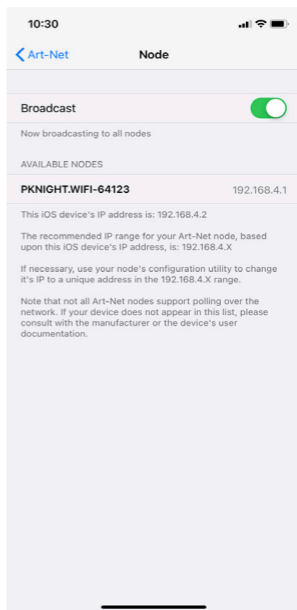 10:30
Art-Net
Node
Broadcast
Now broadcasting to all nodes
AVAILABLE NODES
PKNIGHT.WIFI-64123 192.168.4.1
This iOS device's IP address is: 192.168.4.2
The recommended IP range for your Art-Net node, based
upon this iOS device's IP address, is: 192.168.4.X
If necessary, use your node's configuration utility to change
it's IP to a unique address in the 192.168.4.X range.
Note that not all Art-Net nodes support polling over the
network. If your device does not appear in this list, please
consult with the manufacturer or the device's user
documentation.